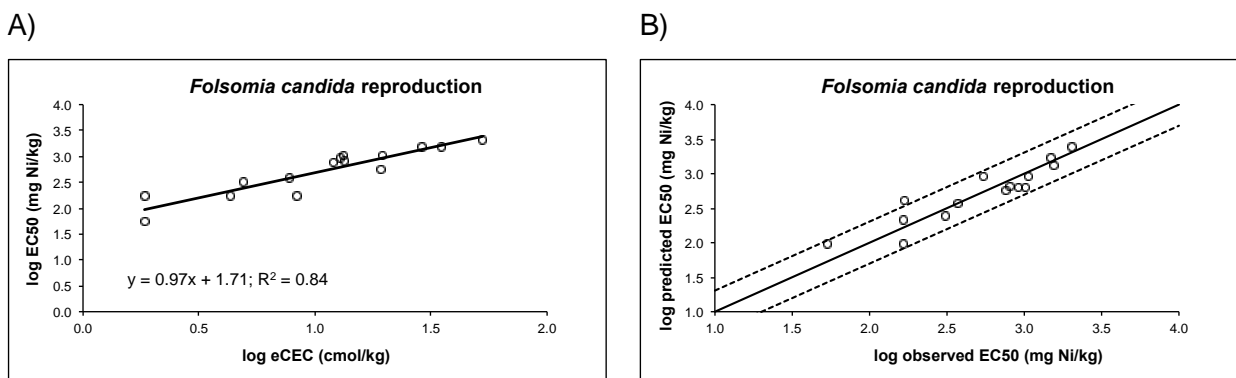 A)
Folsomia candida reproduction
log EC50 (mg Ni/kg)
4.0
3.5
3.0
2.5
2.0
1.5
1.0
0.5
0.0
y = 0.97x + 1.71; R² = 0.84
0.0 0.5 1.0 1.5 2.0
log eCEC (cmol/kg)
B)
Folsomia candida reproduction
log predicted EC50 (mg Ni/kg)
4.0
3.5
3.0
2.5
2.0
1.5
1.0
1.0 1.5 2.0 2.5 3.0 3.5 4.0
log observed EC50 (mg Ni/kg)